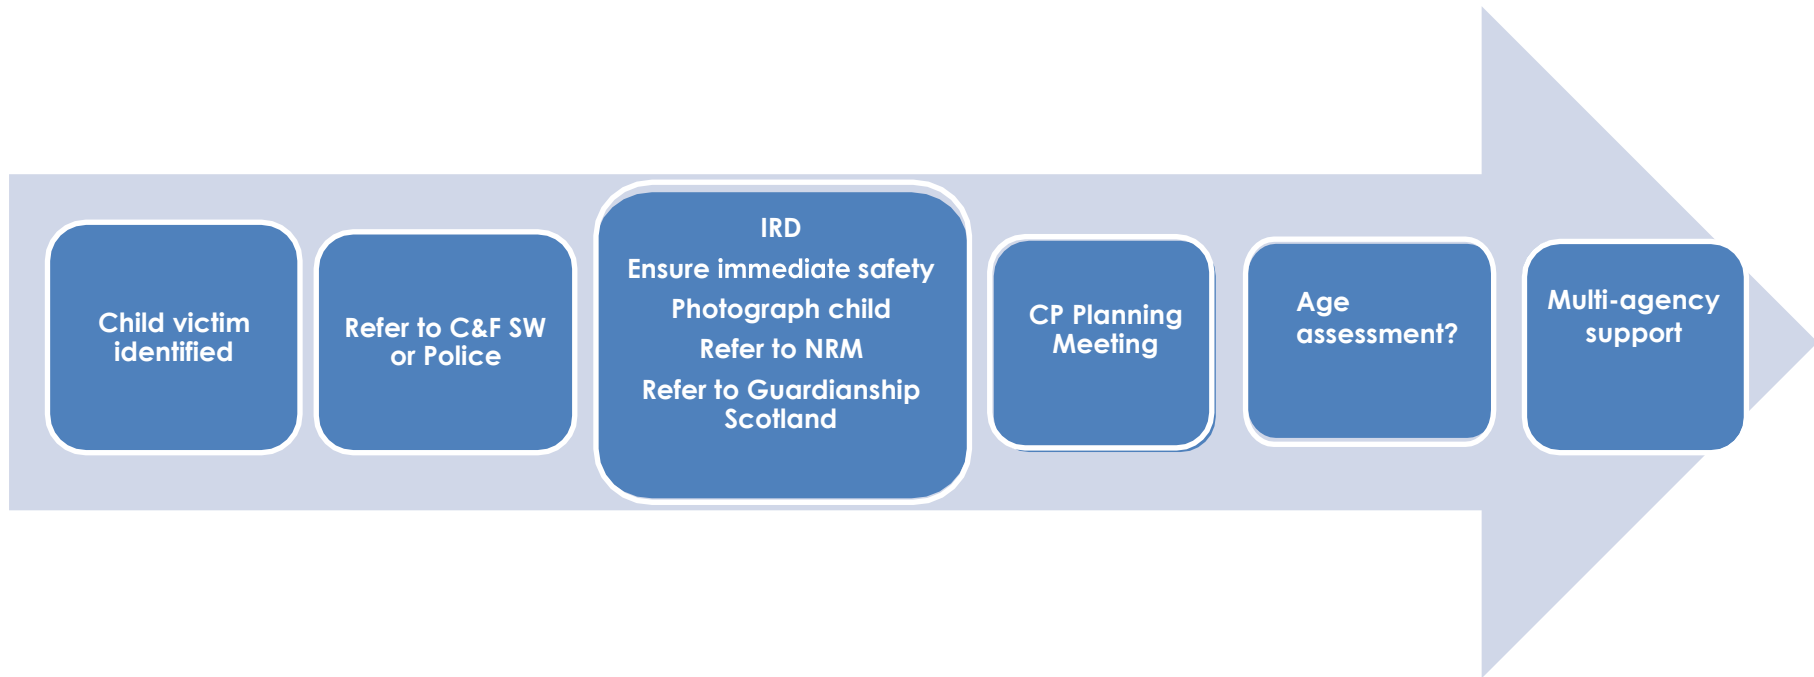 Child victim
identified
Refer to C&F SW
or Police
IRD
Ensure immediate safety
Photograph child
Refer to NRM
Refer to Guardianship
Scotland
CP Planning
Meeting
Age
assessment?
Multi-agency
support